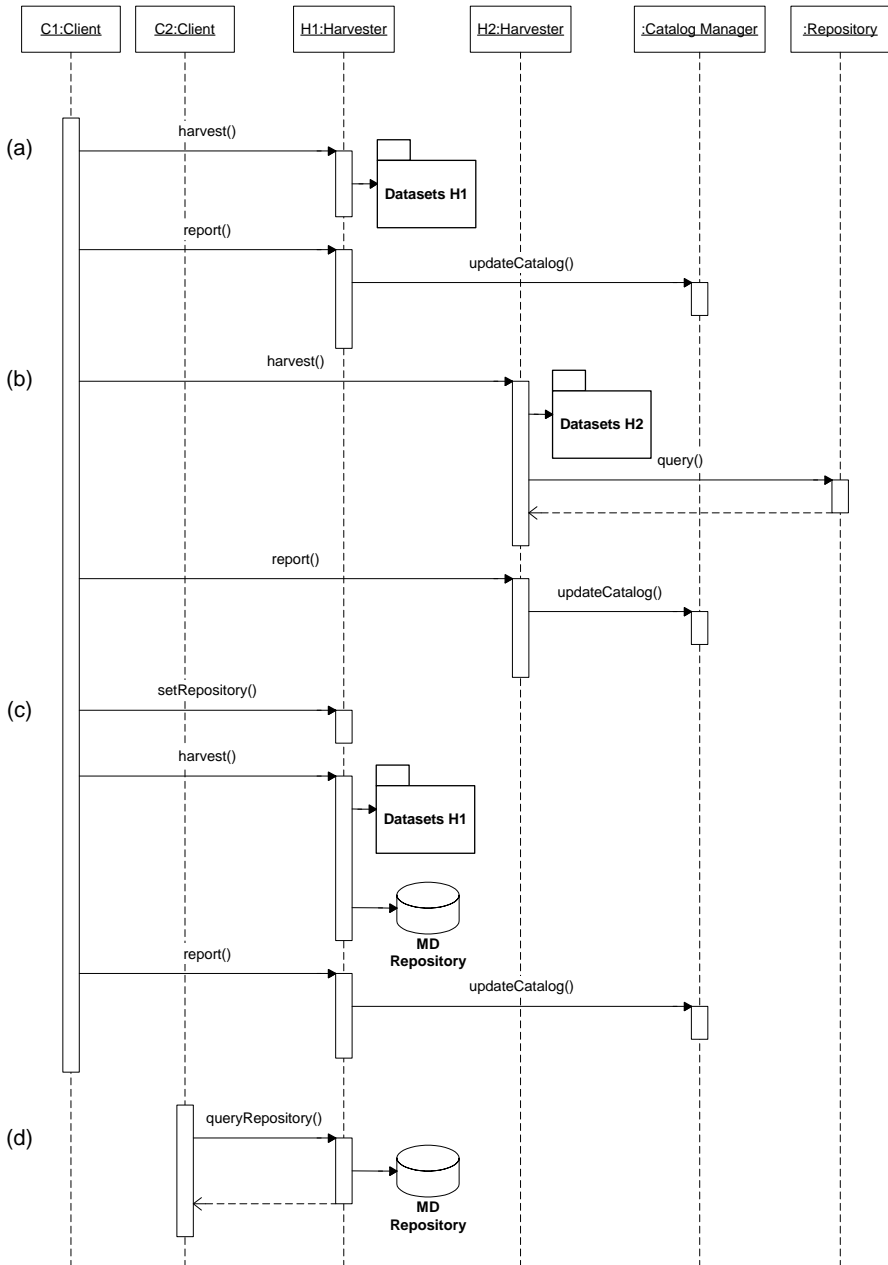 C1:Client
C2:Client
H1:Harvester
H2:Harvester
:Catalog Manager
:Repository
(a)
harvest()
Datasets H1
report()
updateCatalog()
(b)
harvest()
Datasets H2
query()
report()
updateCatalog()
(c)
setRepository()
harvest()
Datasets H1
MD
Repository
report()
updateCatalog()
(d)
queryRepository()
MD
Repository